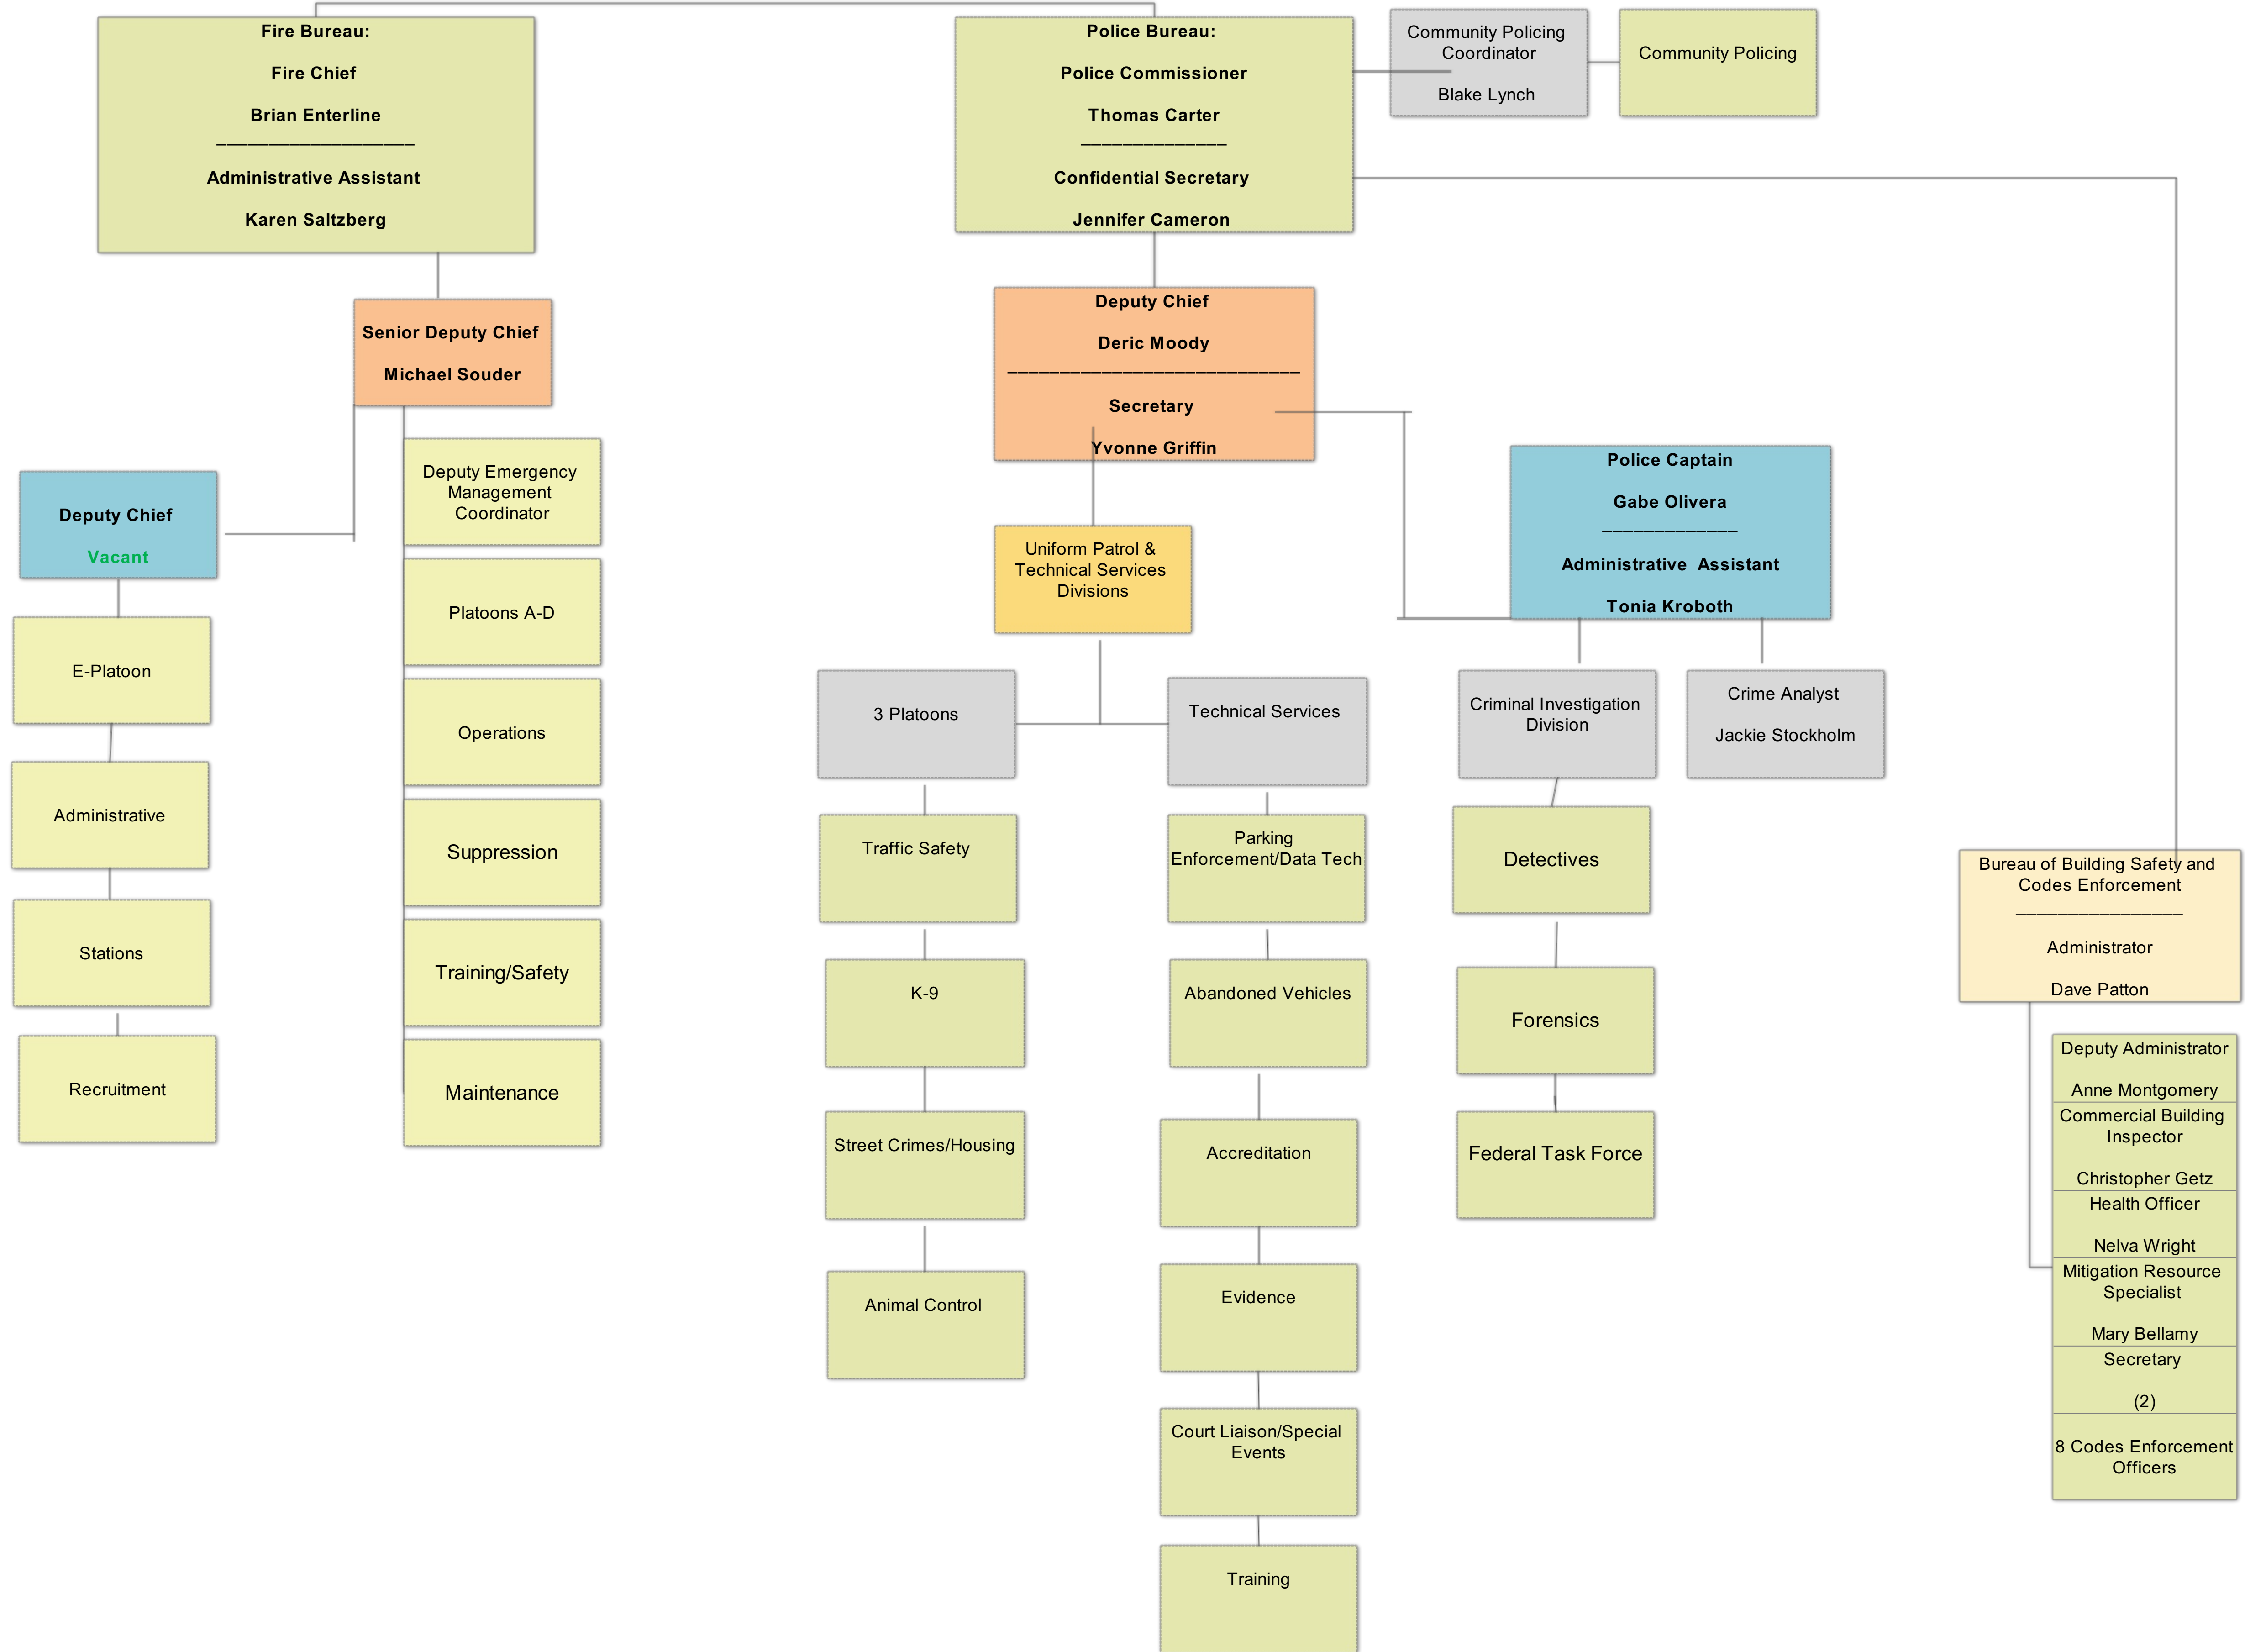 Fire Bureau:
Fire Chief
Brian Enterline
___________________
Administrative Assistant
Karen Saltzberg
Police Bureau:
Police Commissioner
Thomas Carter
______________
Confidential Secretary
Jennifer Cameron
Community Policing
Coordinator
Blake Lynch
Community Policing
Senior Deputy Chief
Michael Souder
Deputy Chief
Deric Moody
____________________________
Secretary
Yvonne Griffin
Deputy Chief
Vacant
E-Platoon
Administrative
Stations
Recruitment
Deputy Emergency
Management
Coordinator
Platoons A-D
Operations
Suppression
Training/Safety
Maintenance
Uniform Patrol &
Technical Services
Divisions
Police Captain
Gabe Olivera
_____________
Administrative  Assistant
Tonia Kroboth
3 Platoons
Traffic Safety
K-9
Street Crimes/Housing
Animal Control
Technical Services
Parking
Enforcement/Data Tech
Abandoned Vehicles
Accreditation
Evidence
Court Liaison/Special
Events
Training
Criminal Investigation
Division
Detectives
Forensics
Federal Task Force
Crime Analyst
Jackie Stockholm
Bureau of Building Safety and
Codes Enforcement
________________
Administrator
Dave Patton
Deputy Administrator
Anne Montgomery
Commercial Building
Inspector
Christopher Getz
Health Officer
Nelva Wright
Mitigation Resource
Specialist
Mary Bellamy
Secretary
(2)
8 Codes Enforcement
Officers